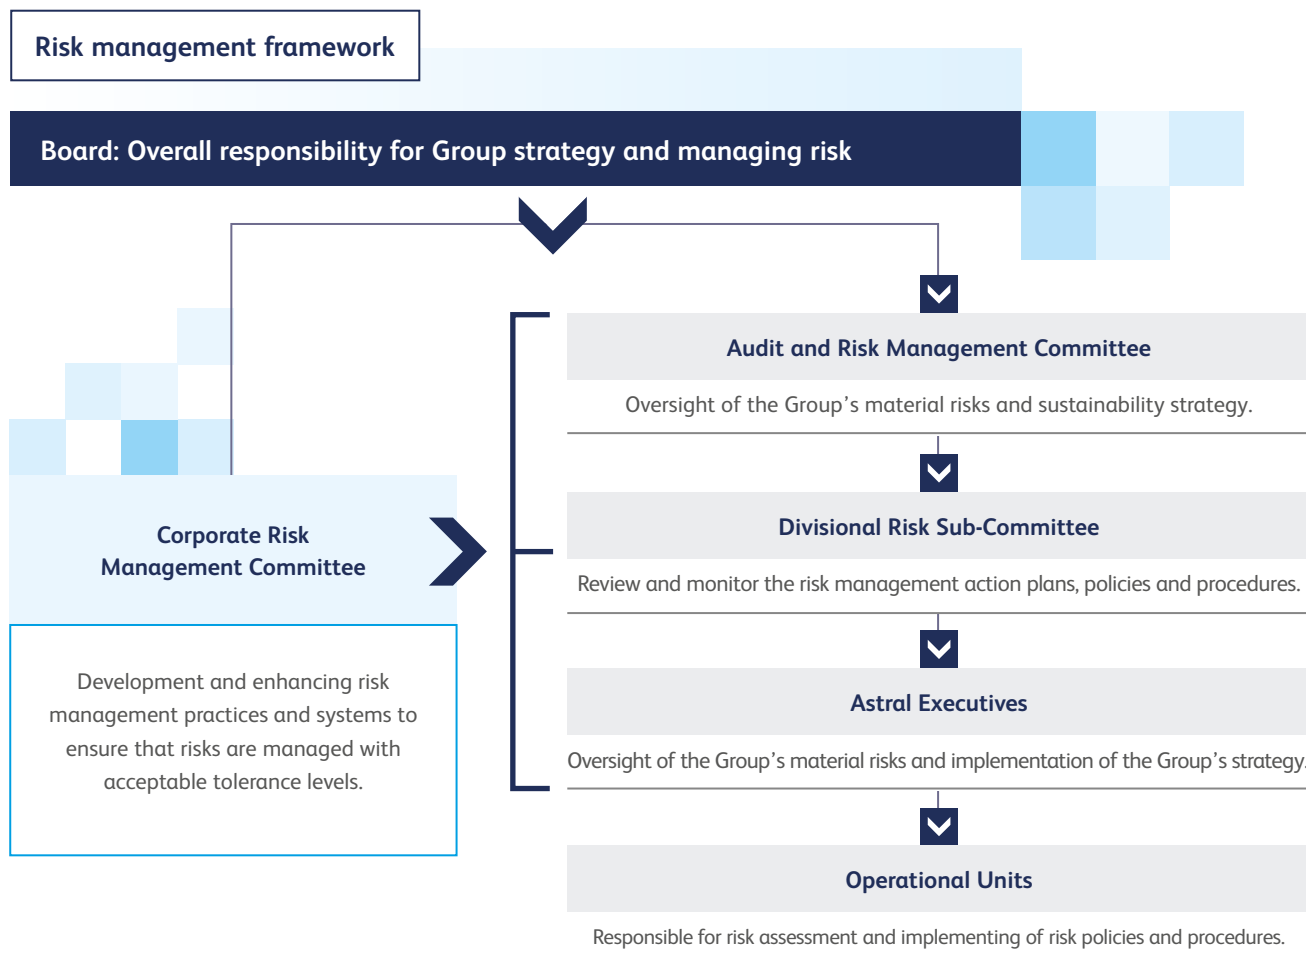 Risk management framework
Board: Overall responsibility for Group strategy and managing risk
Corporate Risk
Management Committee
Development and enhancing risk
management practices and systems to
ensure that risks are managed with
acceptable tolerance levels.
Audit and Risk Management Committee
Oversight of the Group’s material risks and sustainability strategy.
Divisional Risk Sub-Committee
Review and monitor the risk management action plans, policies and procedures.
Astral Executives
Oversight of the Group’s material risks and implementation of the Group’s strategy.
Operational Units
Responsible for risk assessment and implementing of risk policies and procedures.